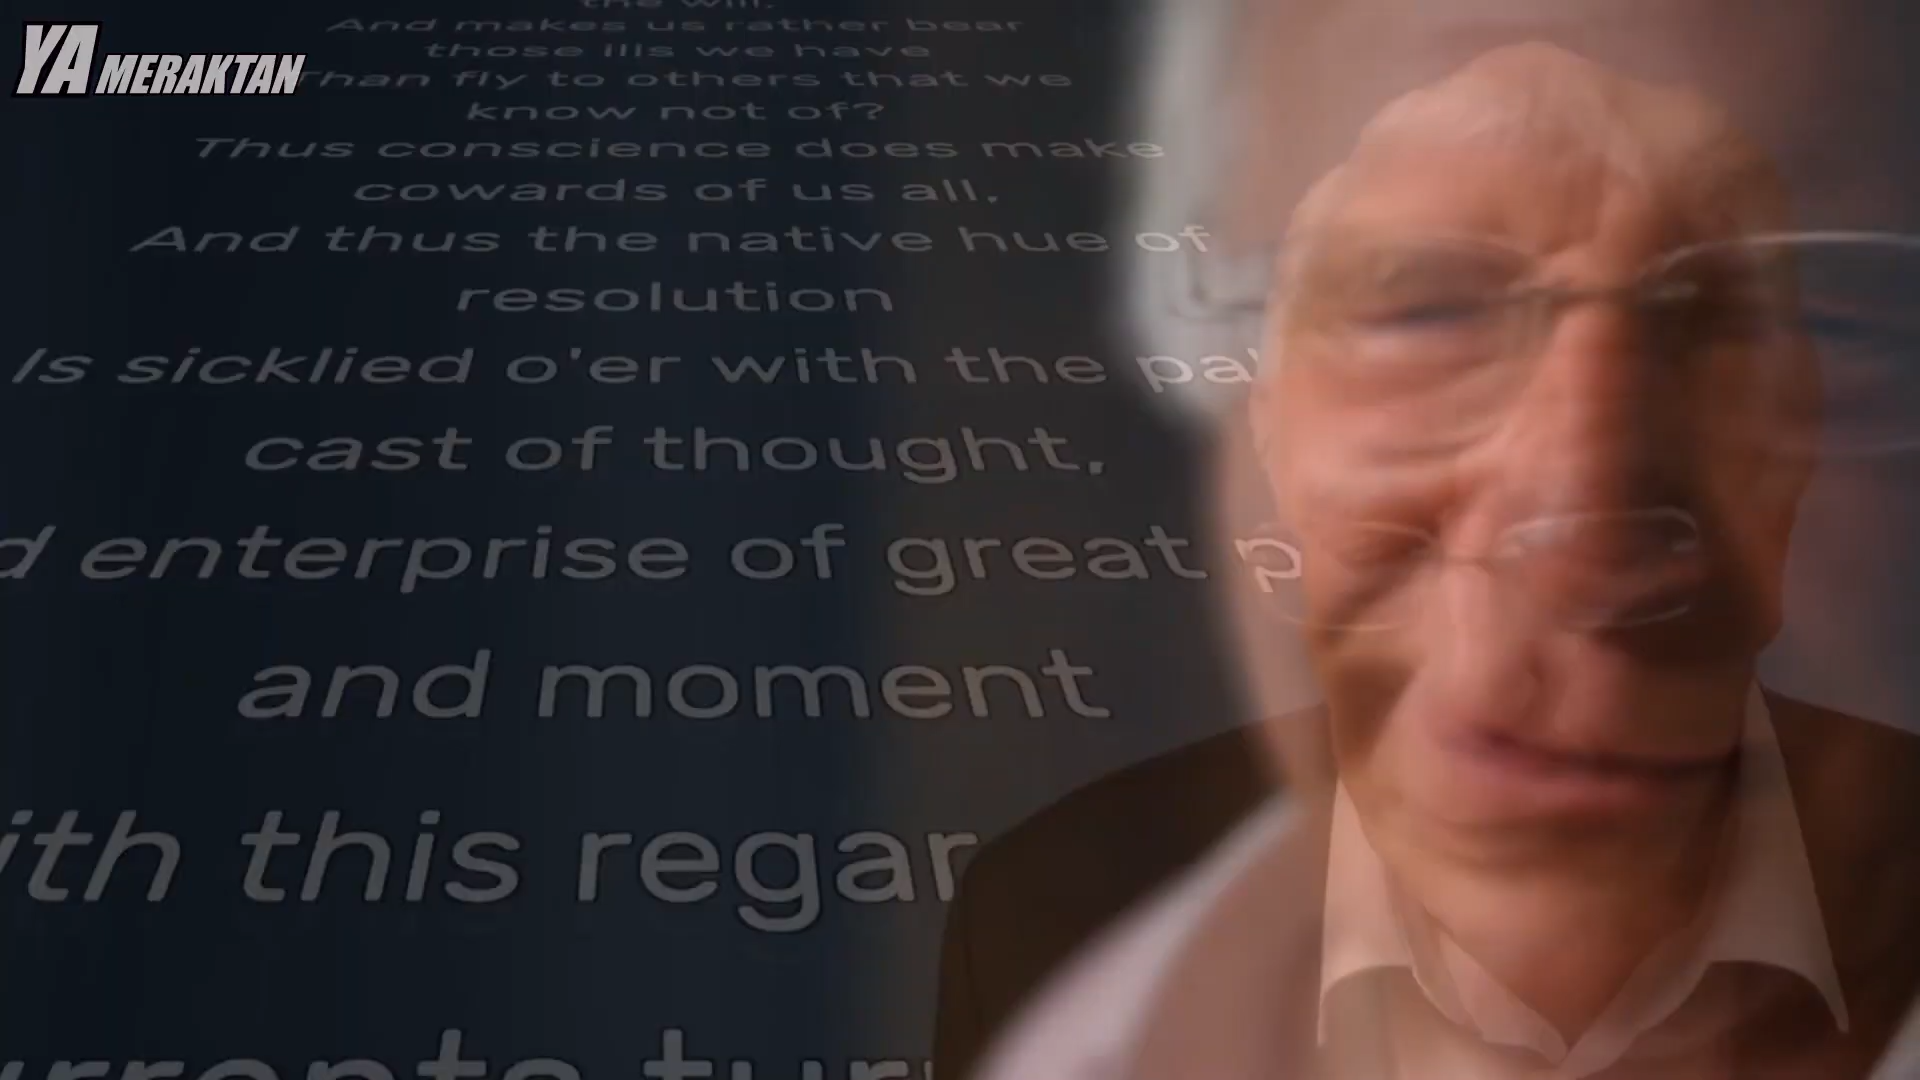 YA MERAKTAN
the will.
And makes us rather bear
those ills we have
Than fly to others that we
know not of?
Thus conscience does make
cowards of us all,
And thus the native hue of
resolution
Is sicklied o'er with the
cast of thought,
enterprise of great
and moment
this